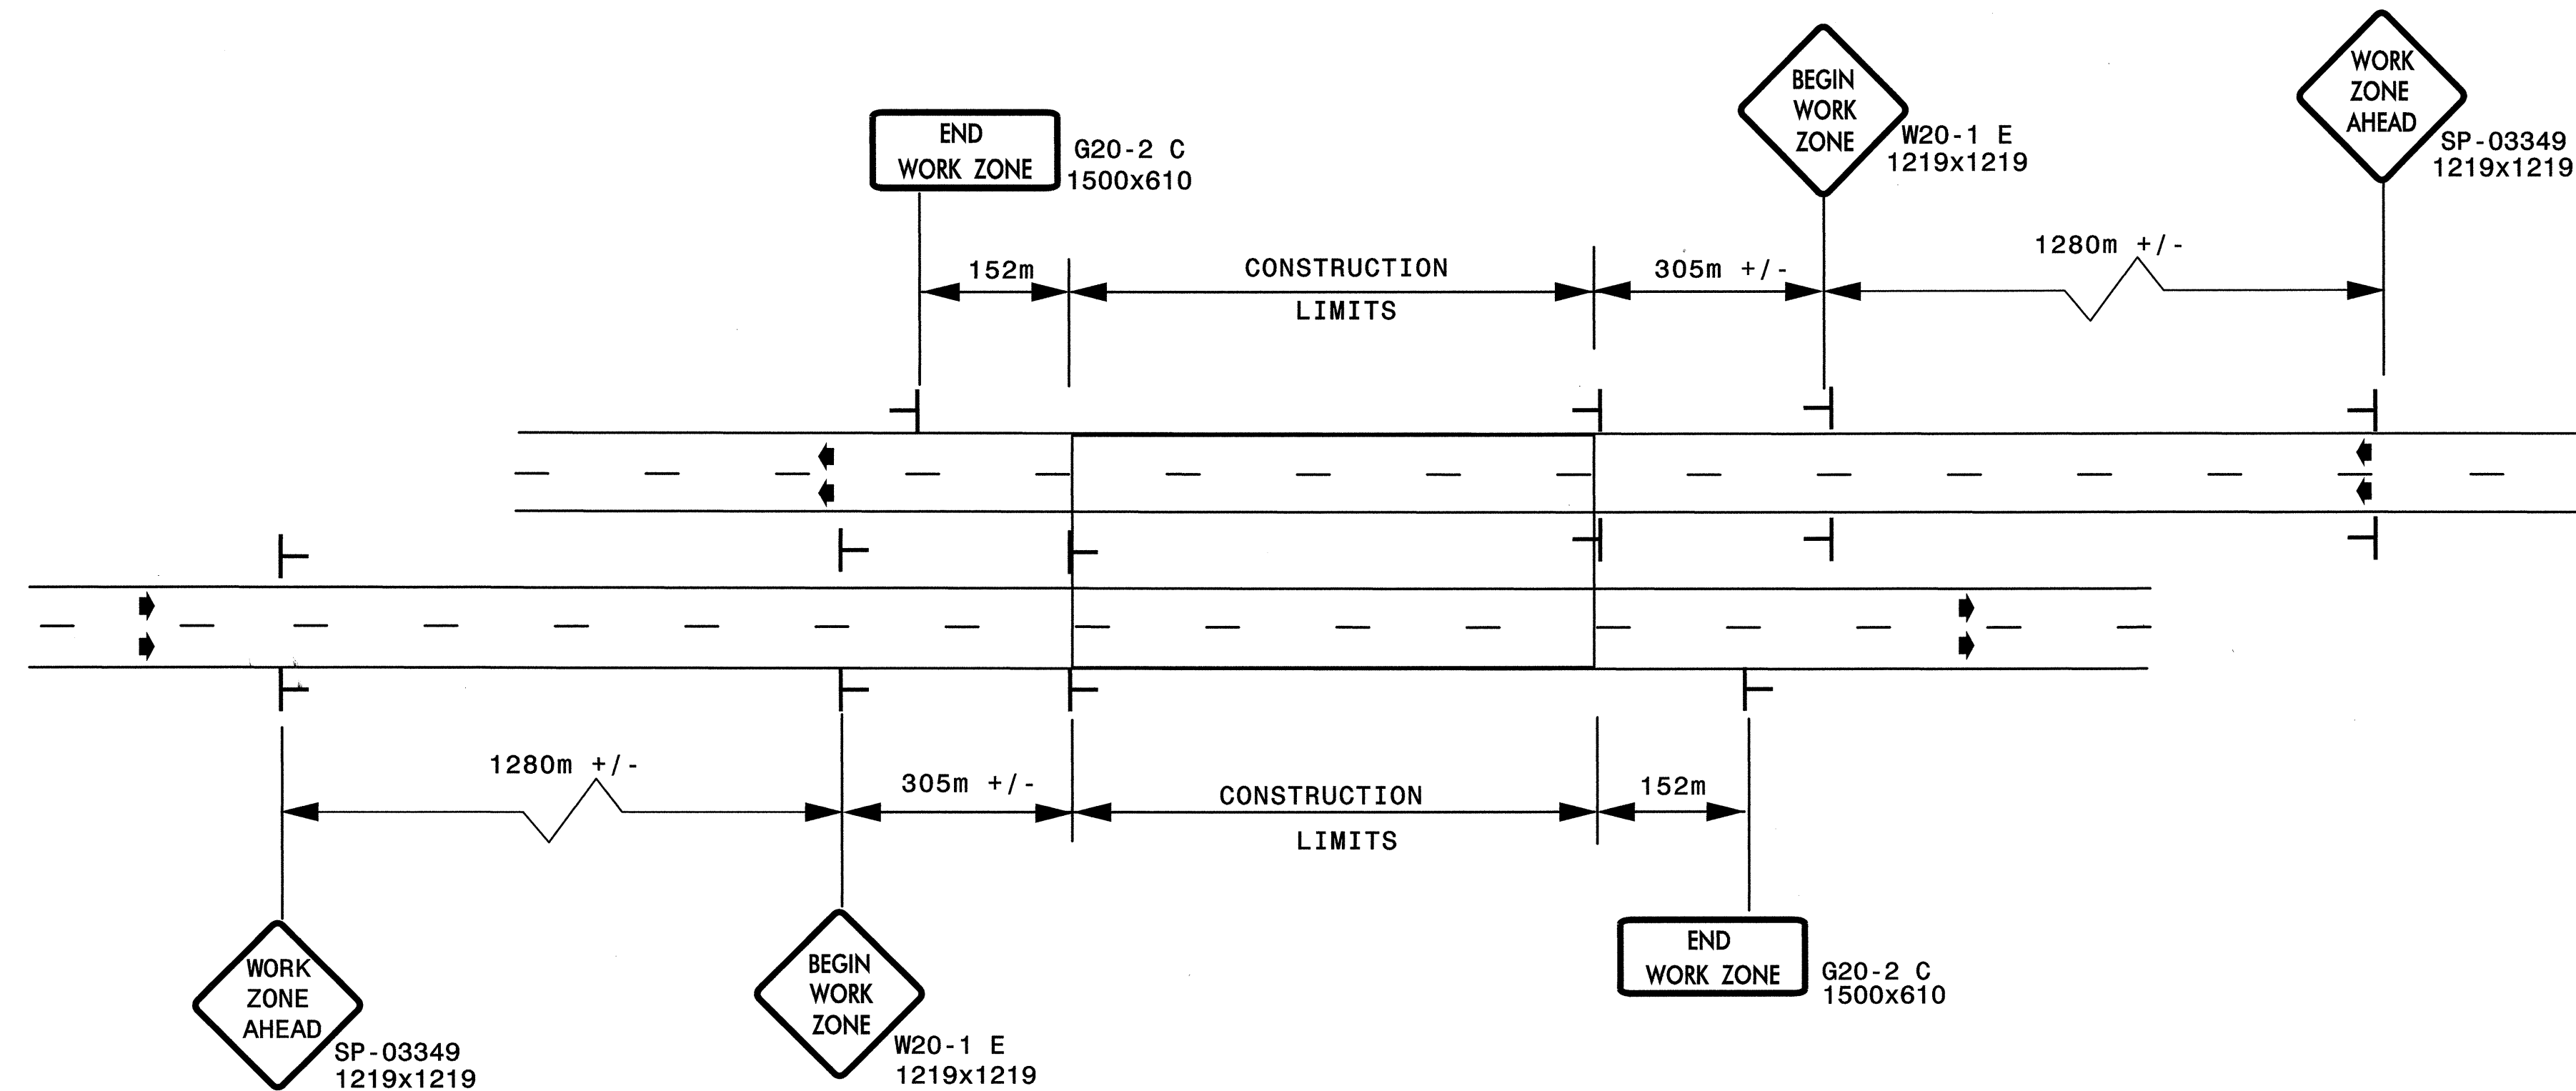 WORK
ZONE
AHEAD
SP-03349
1219x1219
BEGIN
WORK
ZONE
W20-1 E
1219x1219
END
WORK ZONE
G20-2 C
1500x610
152m
CONSTRUCTION
LIMITS
305m +/-
1280m +/-
1280m +/-
305m +/-
CONSTRUCTION
LIMITS
152m
WORK
ZONE
AHEAD
SP-03349
1219x1219
BEGIN
WORK
ZONE
W20-1 E
1219x1219
END
WORK ZONE
G20-2 C
1500x610